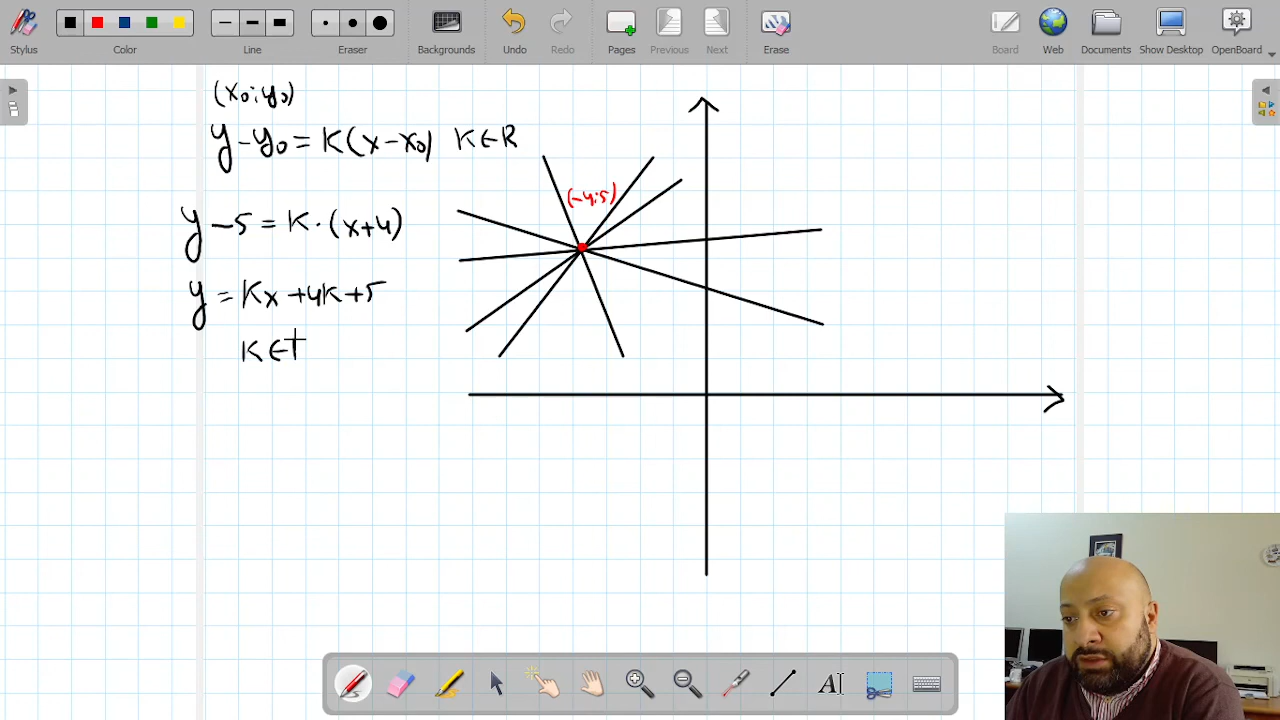 Stylus
Color
Line
Eraser
Backgrounds
Undo
Redo
Pages
Previous
Next
Erase
Board
Web
Documents
Show Desktop
OpenBoard
(x₀;y₀)
y-y₀=K(x-x₀) K∈R
(-4;5)
y-5=K·(x+4)
y=Kx+4K+5
K∈
A